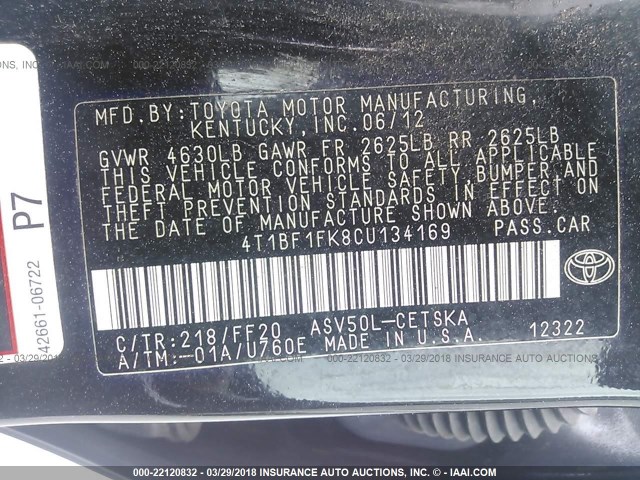 MFD. BY: TOYOTA MOTOR MANUFACTURING,
KENTUCKY, INC. 06/12
GVWR 4630LB GAWR FR 2625LB RR 2625LB
THIS VEHICLE CONFORMS TO ALL APPLICABLE
FEDERAL MOTOR VEHICLE SAFETY, BUMPER, AND
THEFT PREVENTION STANDARDS IN EFFECT ON
THE DATE OF MANUFACTURE SHOWN ABOVE.
4T1BF1FK8CU134169 PASS. CAR
C/TR: 218/FF20 ASV50L-CETSKA
A/TM: -01A/U760E MADE IN U.S.A. 12322
P7
42661-06722
000-22120832 - 03/29/2018 - INSURANCE AUTO AUCTIONS, INC. - © - IAAI.COM